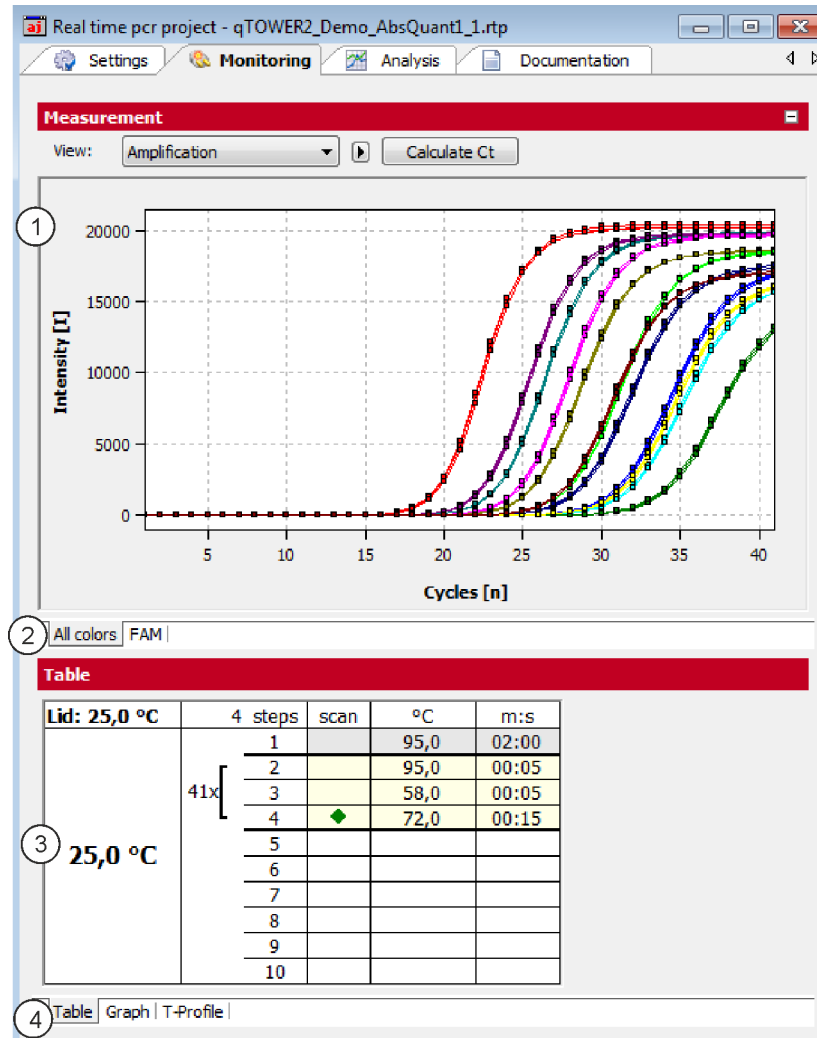 aj Real time pcr project - qTOWER2_Demo_AbsQuant1_1.rtp
Settings Monitoring Analysis Documentation
Measurement
View: Amplification Calculate Ct
1
20000
15000
10000
5000
0
Intensity [I]
5 10 15 20 25 30 35 40
Cycles [n]
2 All colors FAM
Table
Lid: 25,0 °C 4 steps scan °C m:s
1 95,0 02:00
2 95,0 00:05
41x 3 58,0 00:05
4 72,0 00:15
5
3 25,0 °C
6
7
8
9
10
4 Table Graph T-Profile